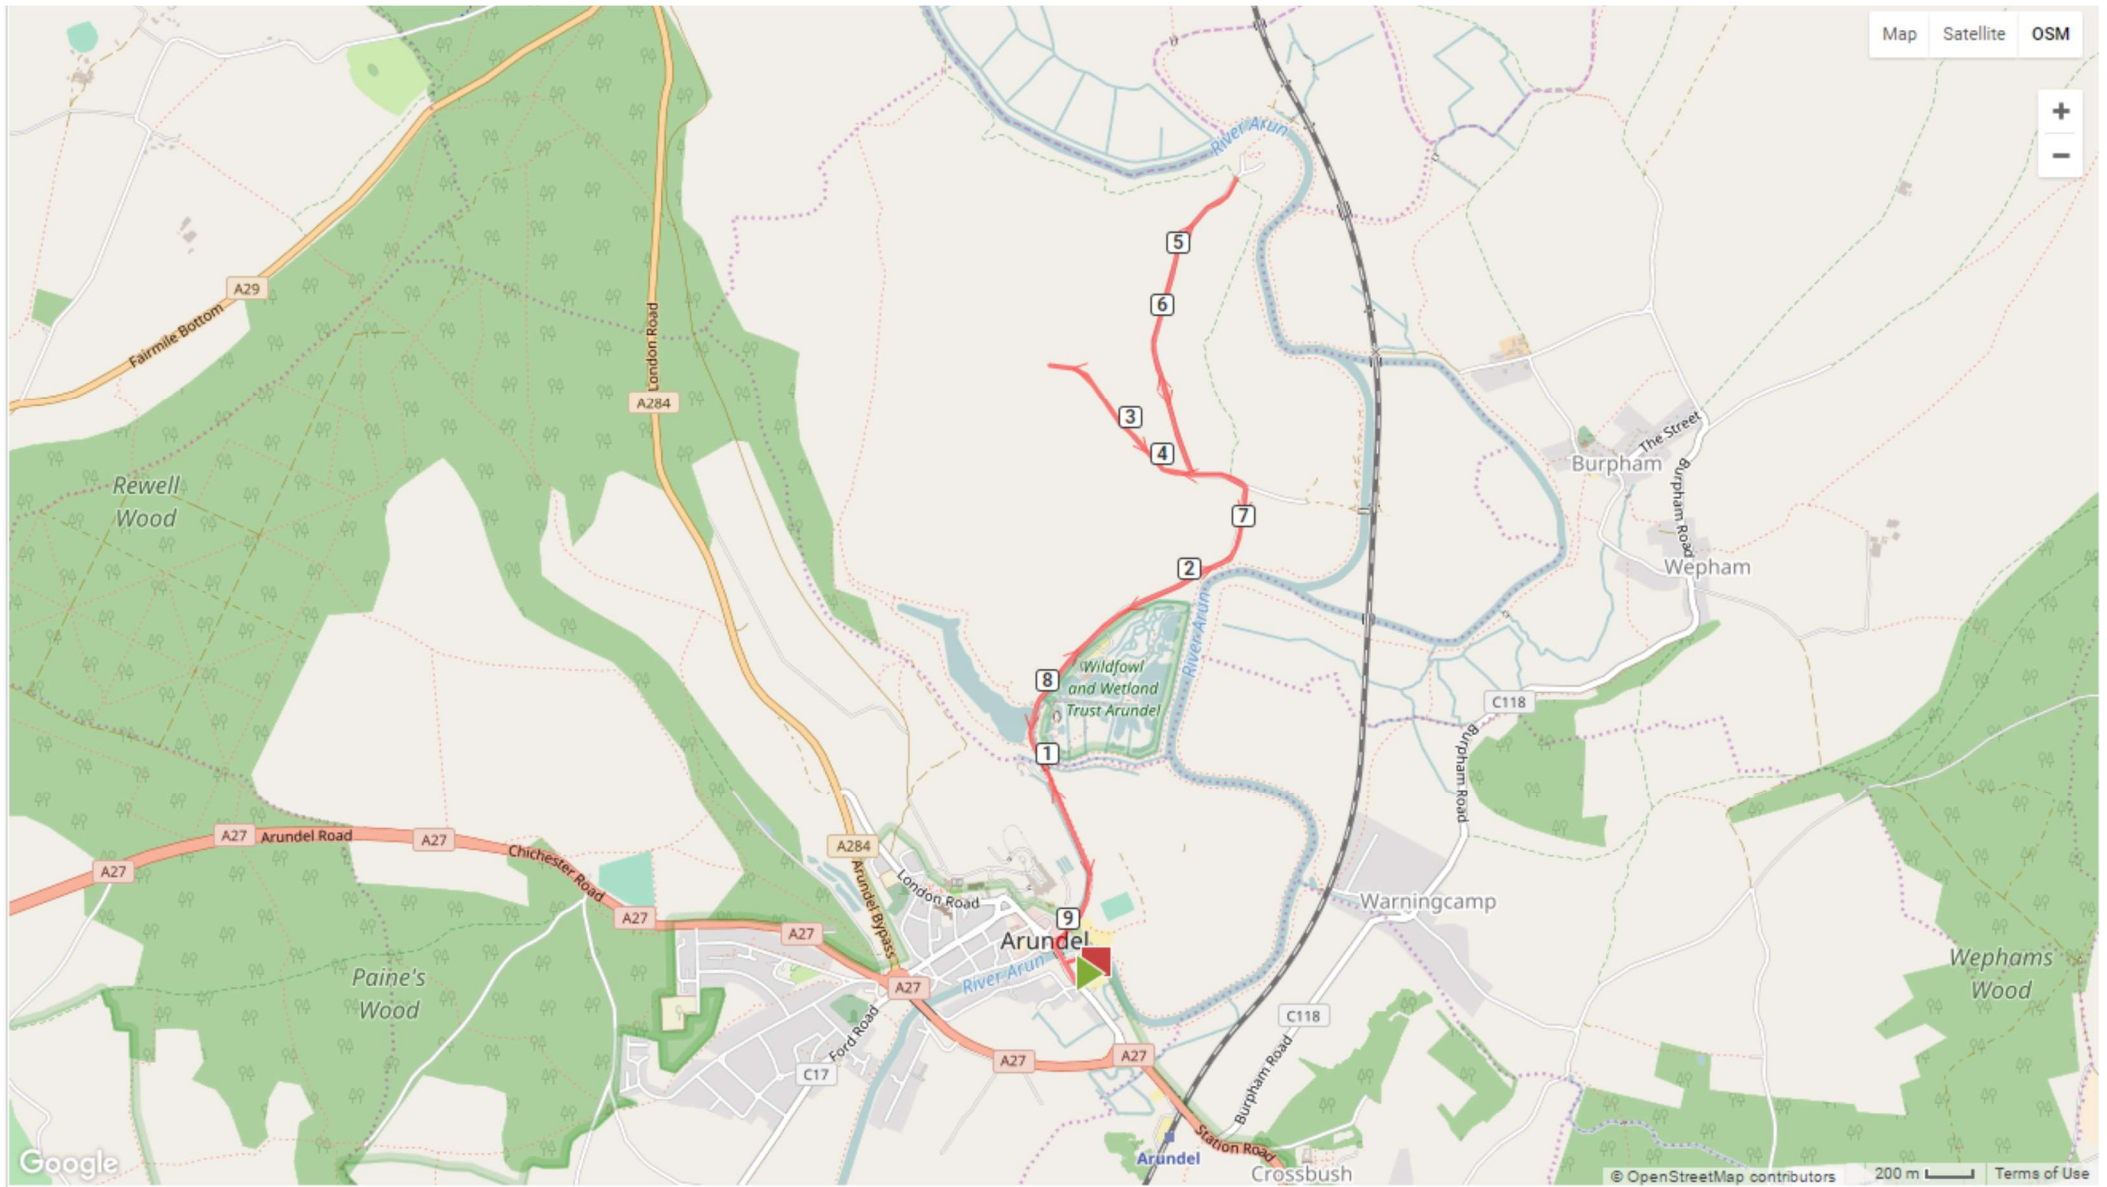 Map
Satellite
OSM
+
−
River Arun
5
A29
6
Fairmile Bottom
London Road
A284
3
4
The Street
Burpham
Burpham Road
Rewell
Wood
7
2
Wepham
River Arun
8
Wildfowl
and Wetland
Trust Arundel
C118
Burpham Road
1
A27
Arundel Road
A27
Chichester Road
A284
A27
Arundel Bypass
London Road
Warningcamp
A27
9
A27
Arundel
Paine's
Wood
River Arun
A27
Wephams
Wood
Ford Road
C118
A27
A27
C17
Burpham Road
Station Road
Arundel
Crossbush
Google
© OpenStreetMap contributors
200 m
Terms of Use